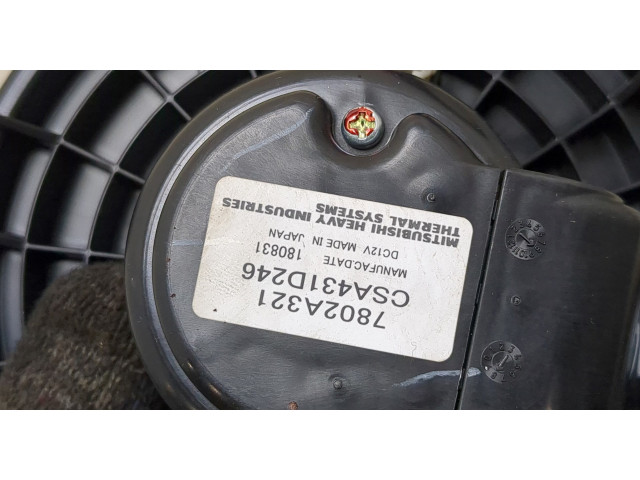 7802A321
CSA431D246
MANUFAC.DATE 180831
DC12V MADE IN JAPAN
MITSUBISHI HEAVY INDUSTRIES
THERMAL SYSTEMS